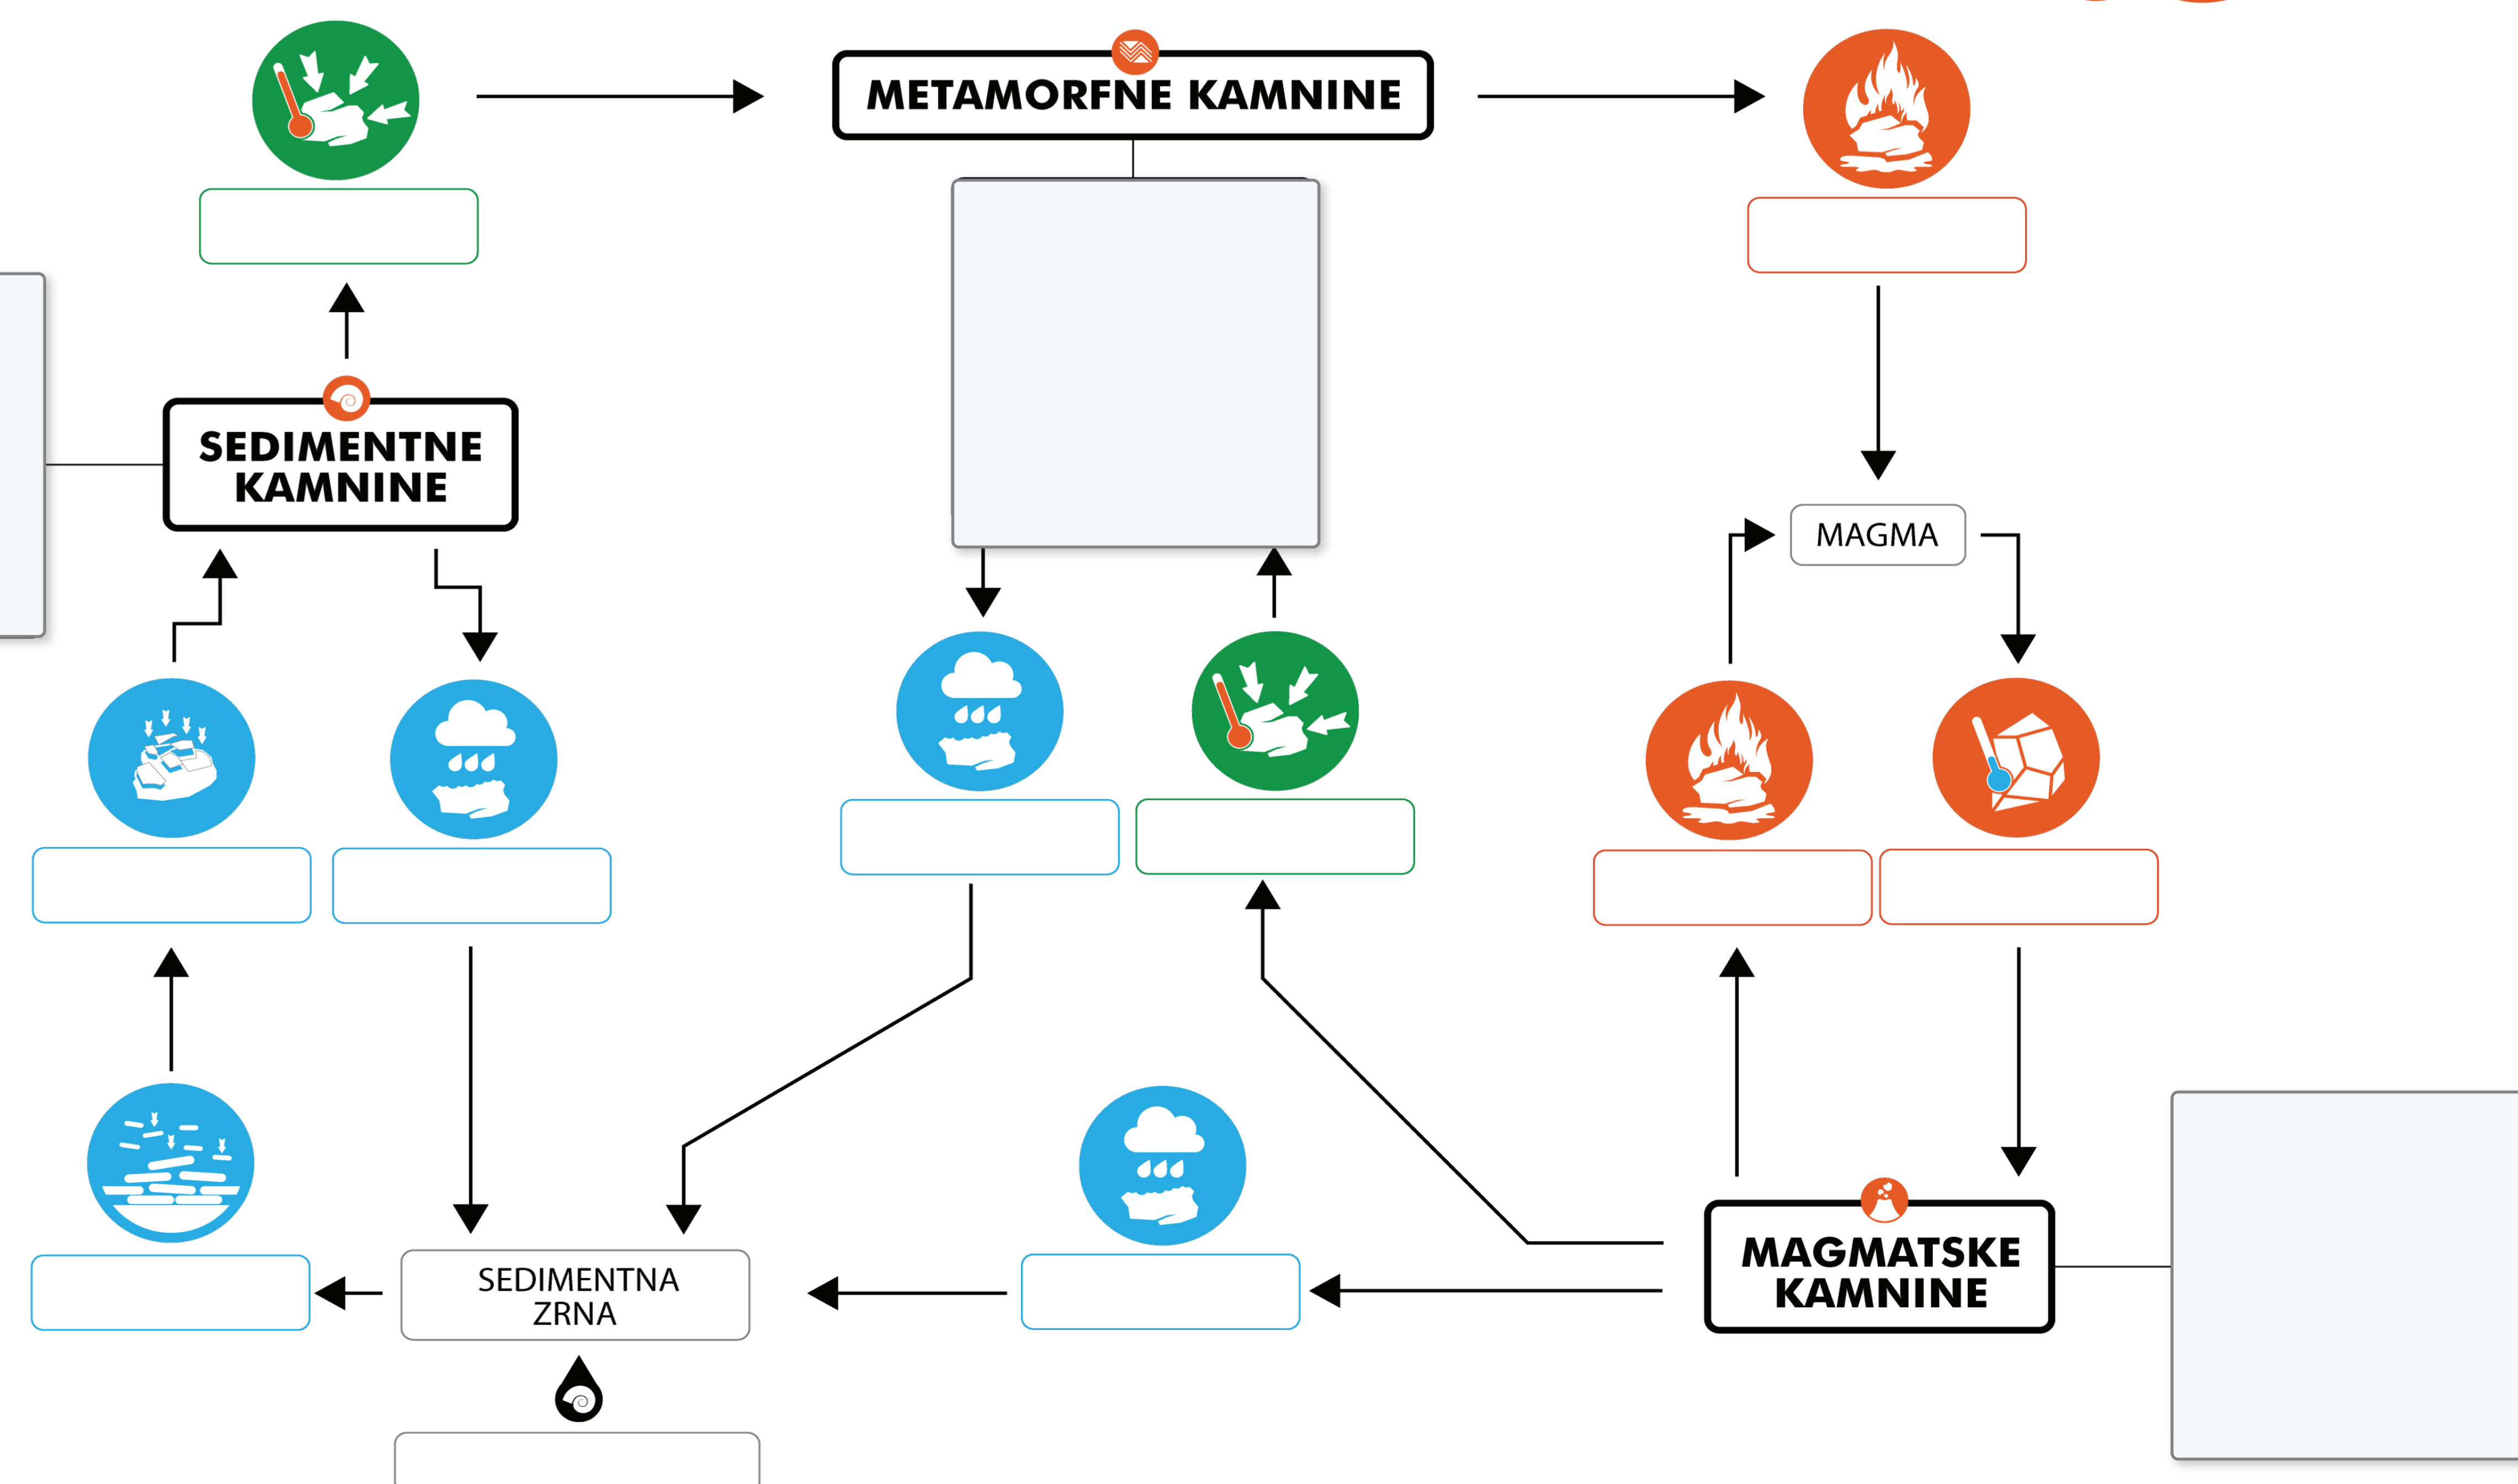 METAMORFNE KAMNINE
SEDIMENTNE
KAMNINE
MAGMA
SEDIMENTNA
ZRNA
MAGMATSKE
KAMNINE